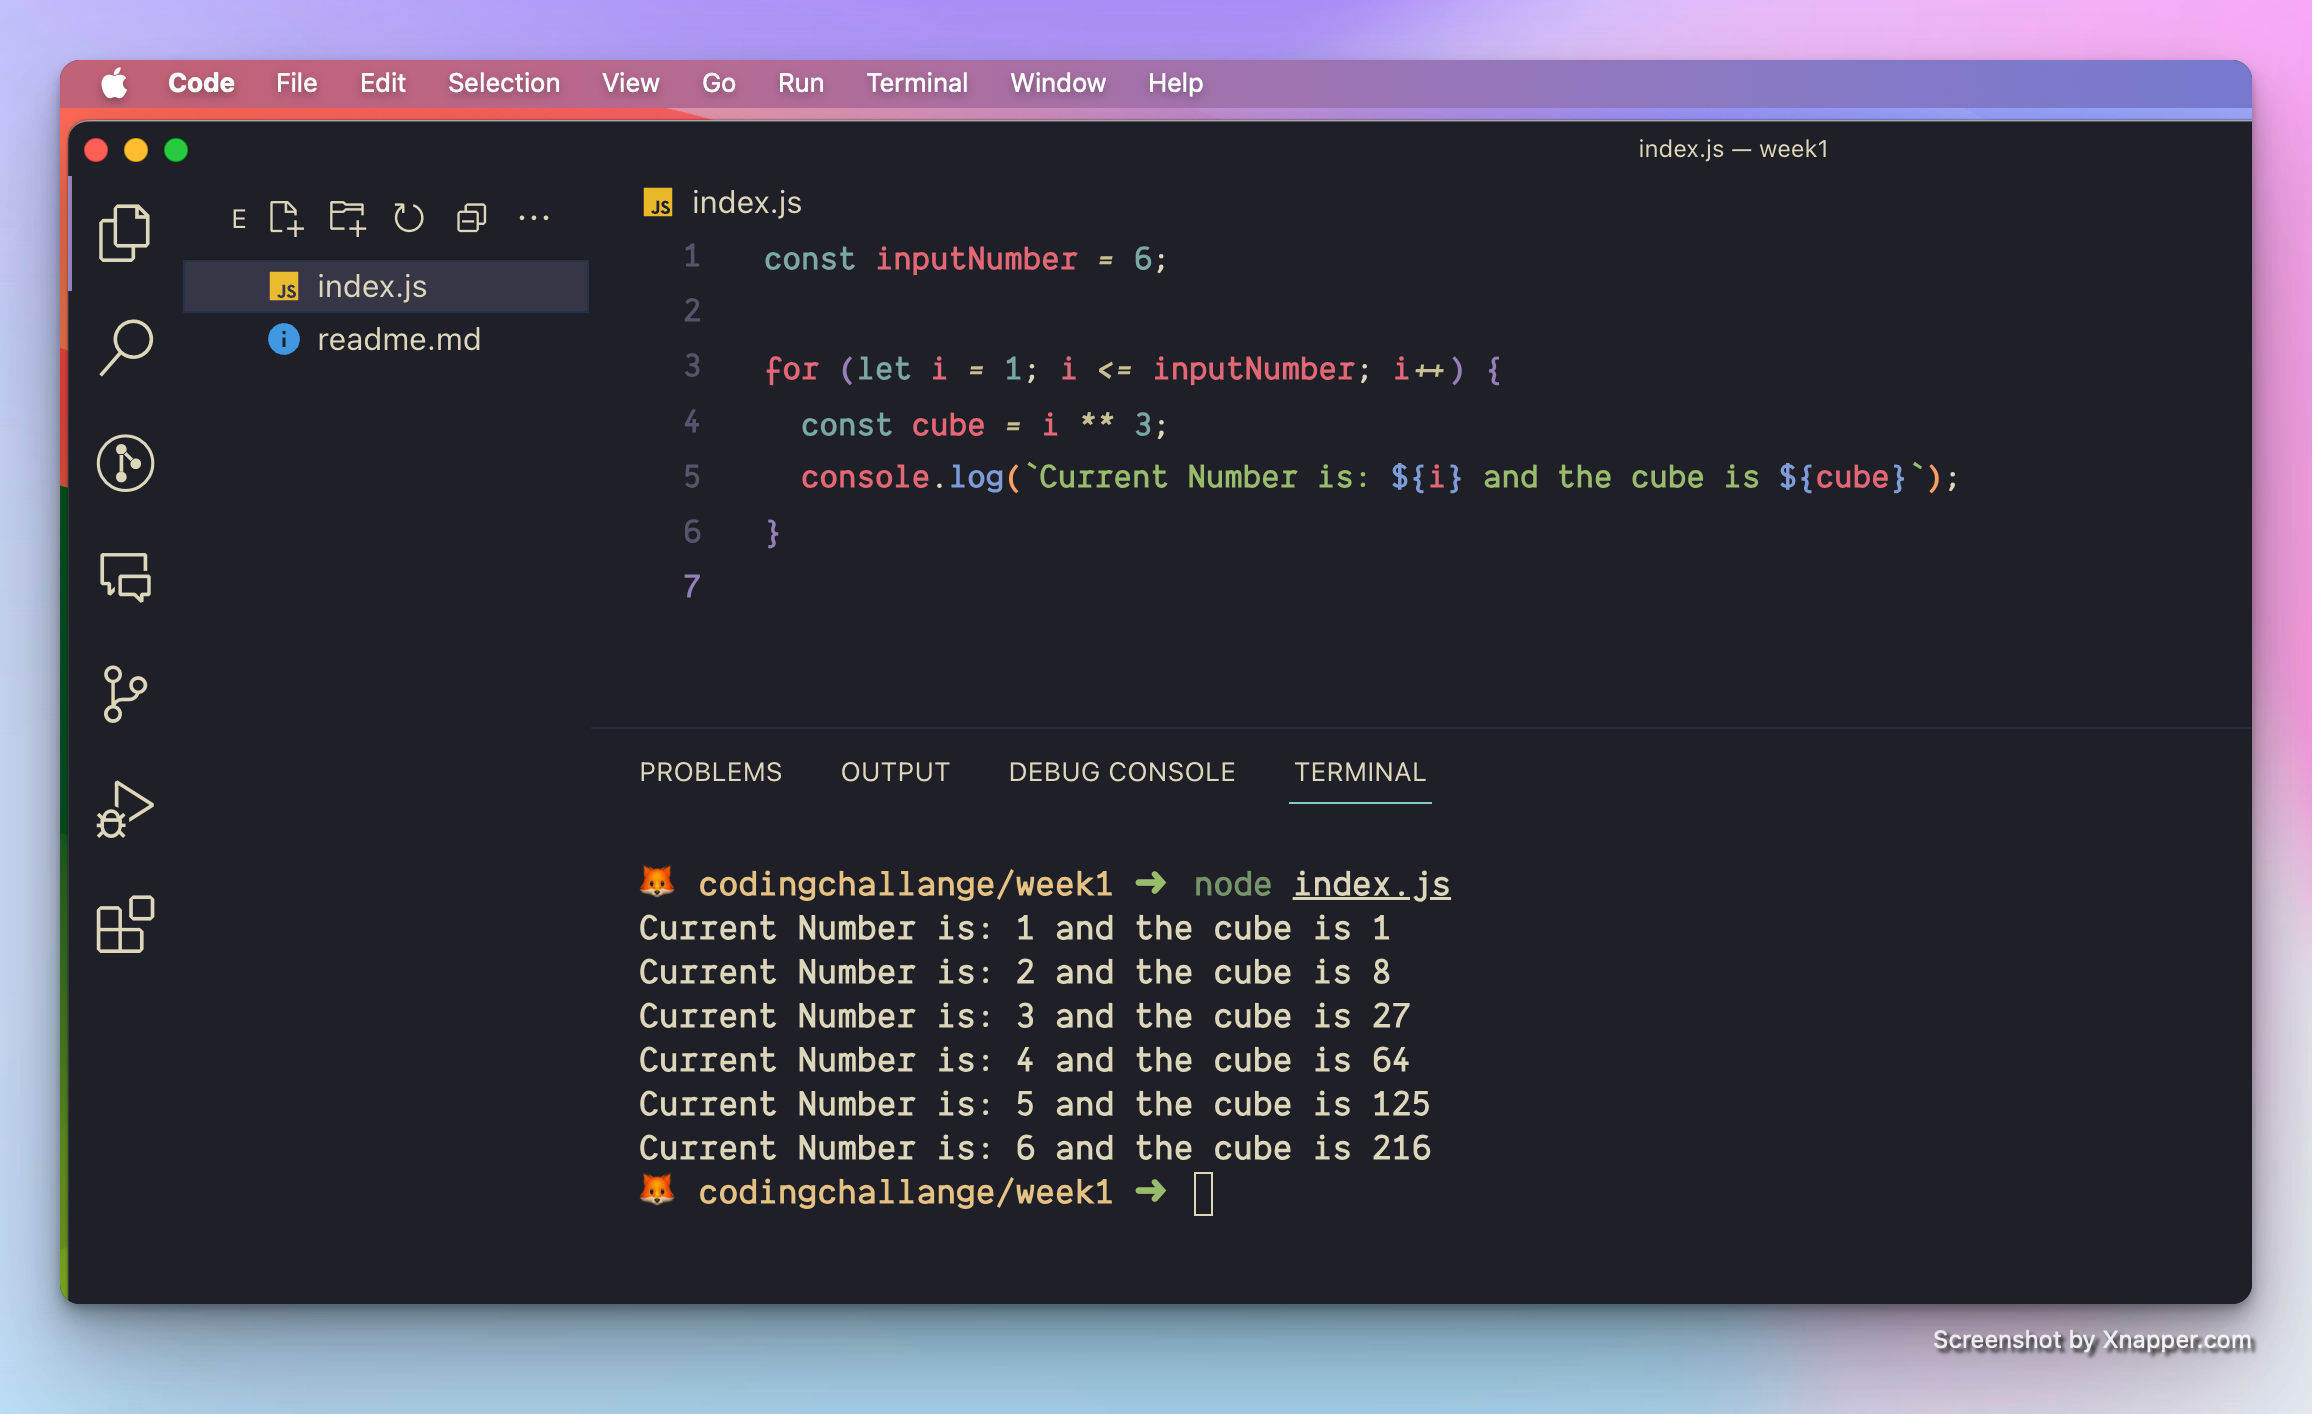 Code File Edit Selection View Go Run Terminal Window Help
index.js — week1
E
index.js
readme.md
JS index.js
1 const inputNumber = 6;
2
3 for (let i = 1; i <= inputNumber; i++) {
4 const cube = i ** 3;
5 console.log(`Current Number is: ${i} and the cube is ${cube}`);
6 }
7
PROBLEMS OUTPUT DEBUG CONSOLE TERMINAL
🦊 codingchallange/week1 ➜ node index.js
Current Number is: 1 and the cube is 1
Current Number is: 2 and the cube is 8
Current Number is: 3 and the cube is 27
Current Number is: 4 and the cube is 64
Current Number is: 5 and the cube is 125
Current Number is: 6 and the cube is 216
🦊 codingchallange/week1 ➜
Screenshot by Xnapper.com